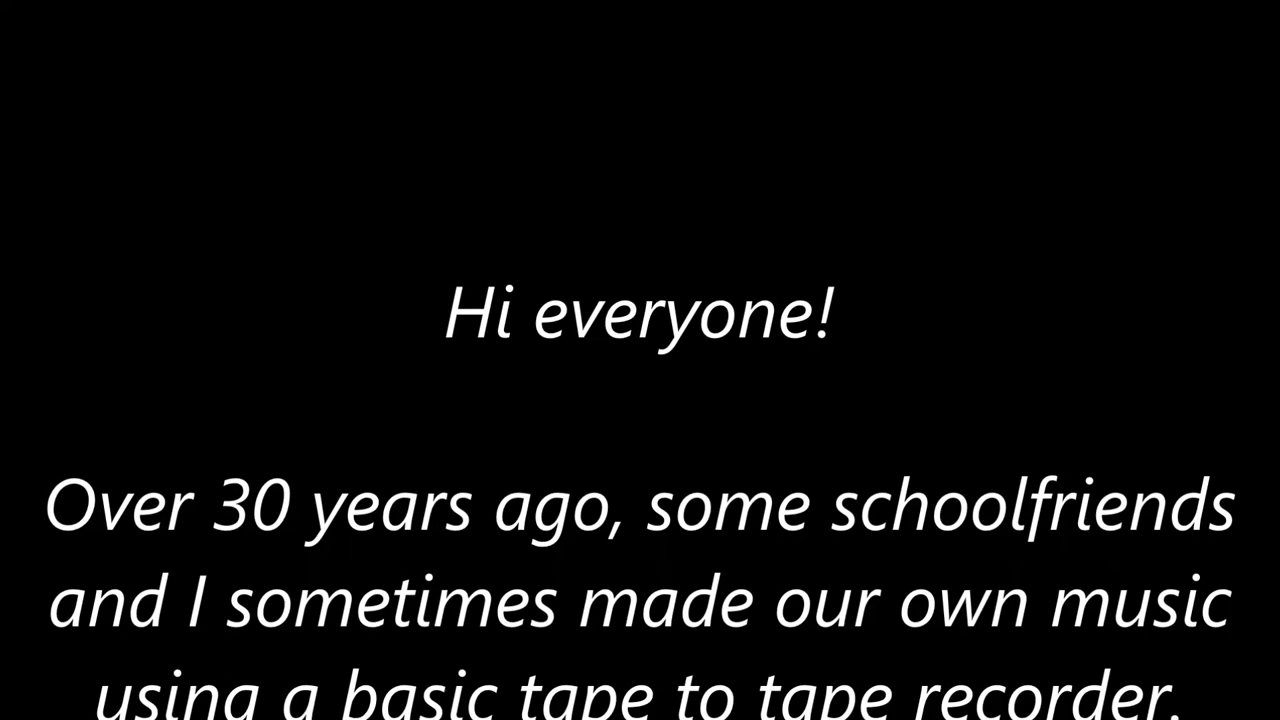 Hi everyone!
Over 30 years ago, some schoolfriends
and I sometimes made our own music
using a basic tape to tape recorder.